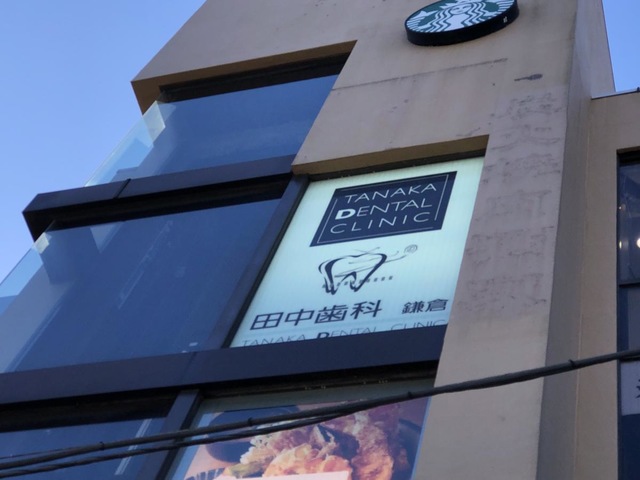 TANAKA
DENTAL
CLINIC
田中歯科 鎌倉
TANAKA DENTAL CLINIC